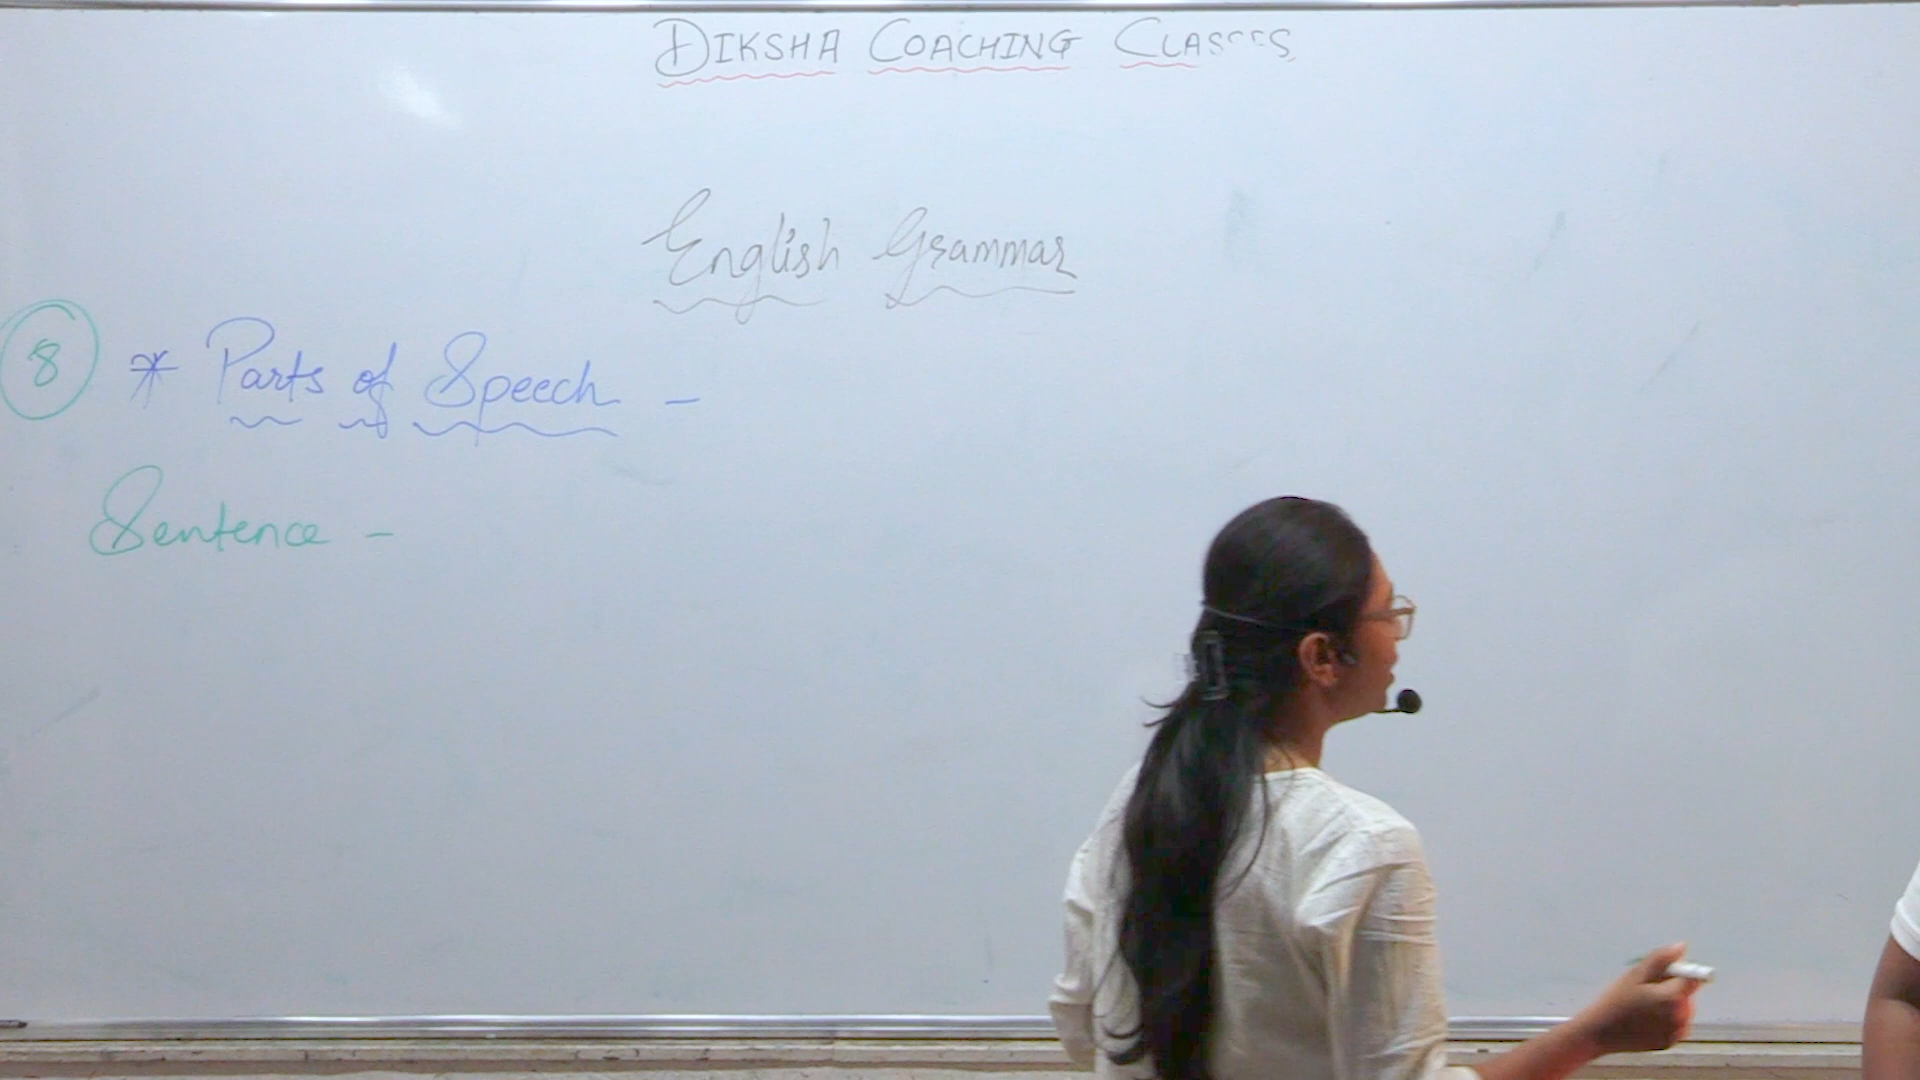 DIKSHA COACHING CLASSES
English Grammar
8 * Parts of Speech -
Sentence -